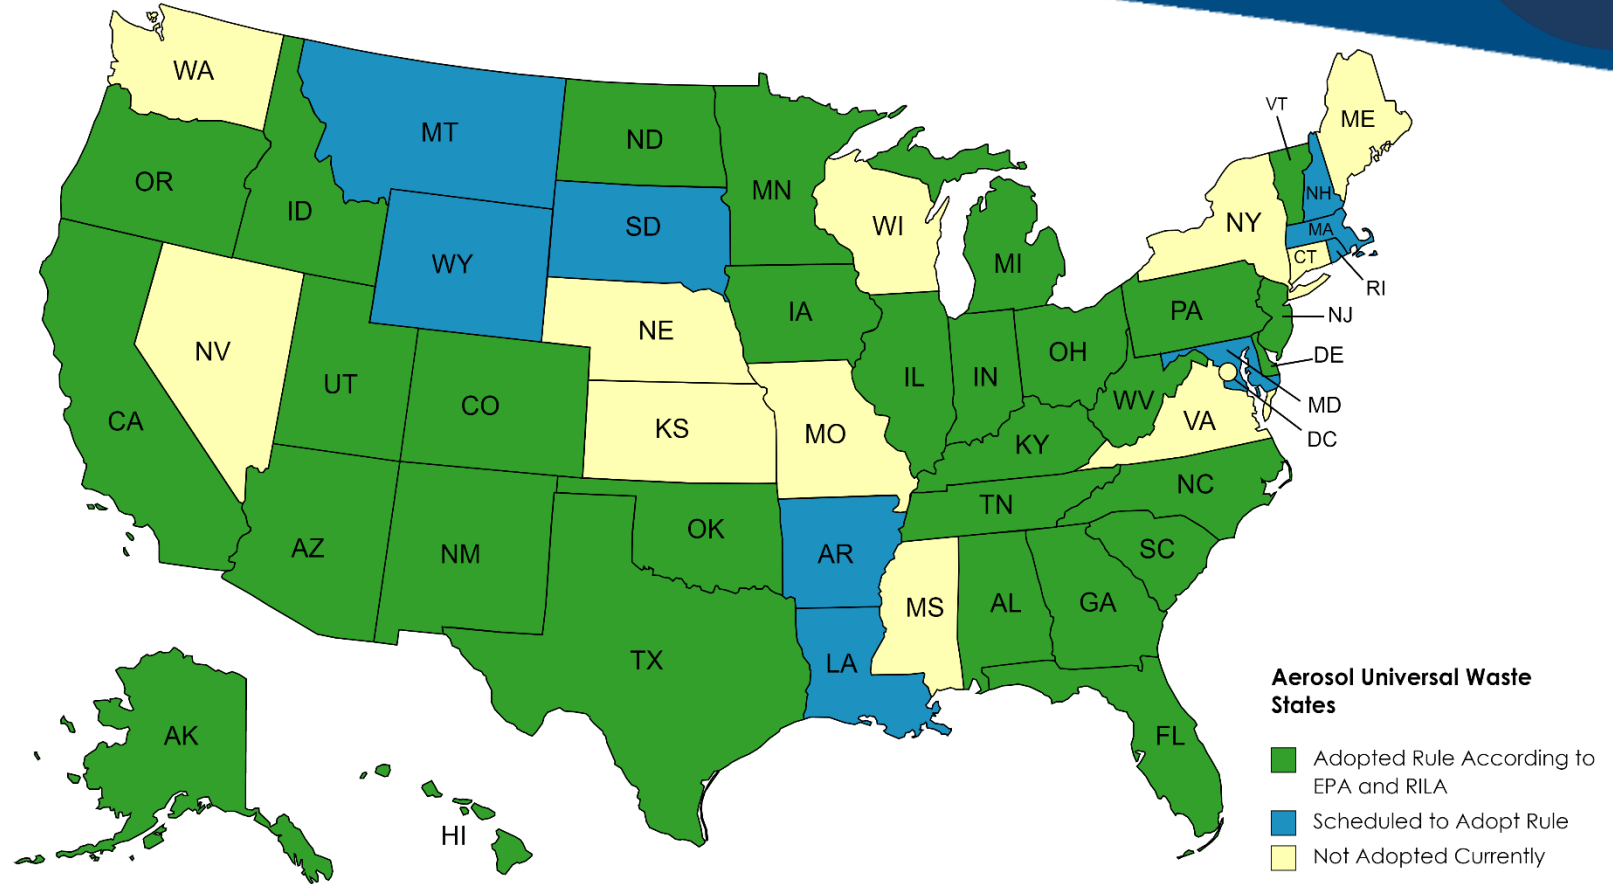 WA
MT
ND
MN
ME
VT
OR
ID
WY
SD
WI
MI
NY
NH
MA
CT
RI
NV
UT
CO
NE
IA
IL
IN
OH
PA
NJ
DE
MD
DC
CA
KS
MO
KY
WV
VA
AZ
NM
OK
AR
TN
NC
SC
TX
LA
MS
AL
GA
FL
AK
HI
Aerosol Universal Waste
States
Adopted Rule According to
EPA and RILA
Scheduled to Adopt Rule
Not Adopted Currently